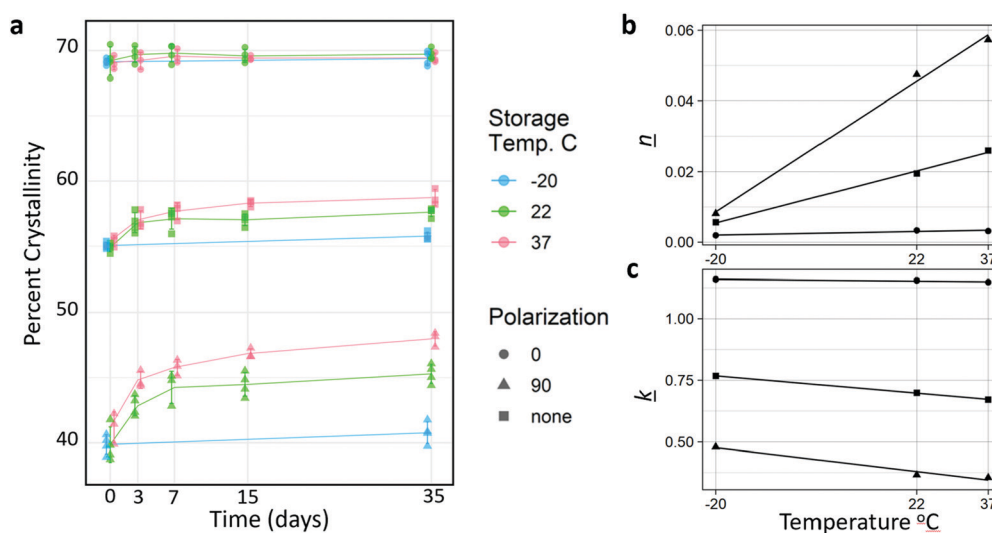 a
70
60
50
40
Percent Crystallinity
0 3 7 15 35
Time (days)
Storage
Temp. C
-20
22
37
Polarization
0
90
none
b
0.06
0.04
0.02
0.00
n
-20 22 37
c
1.00
0.75
0.50
k
-20 22 37
Temperature ºC